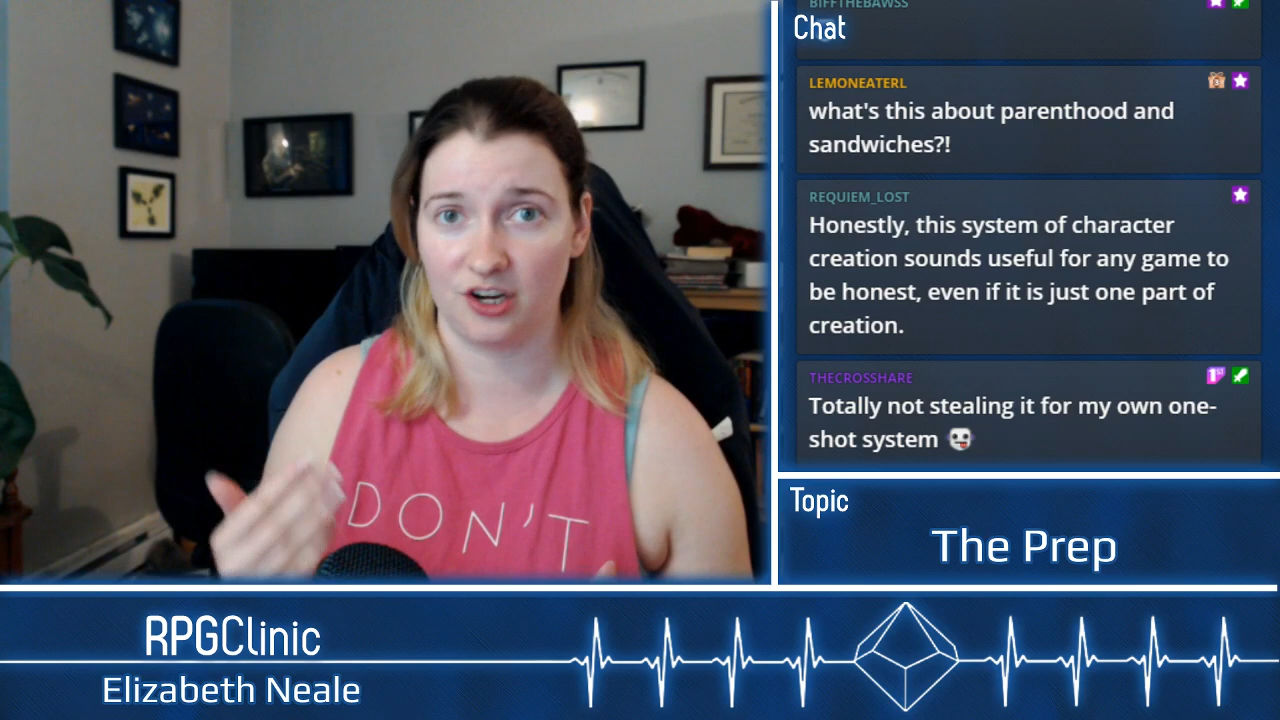 BIFFTHEBAWSS
Chat
LEMONEATERL
what's this about parenthood and
sandwiches?!
REQUIEM_LOST
Honestly, this system of character
creation sounds useful for any game to
be honest, even if it is just one part of
creation.
THECROSSHARE
1ST
Totally not stealing it for my own one-
shot system
Topic
The Prep
DON'T
RPGClinic
Elizabeth Neale